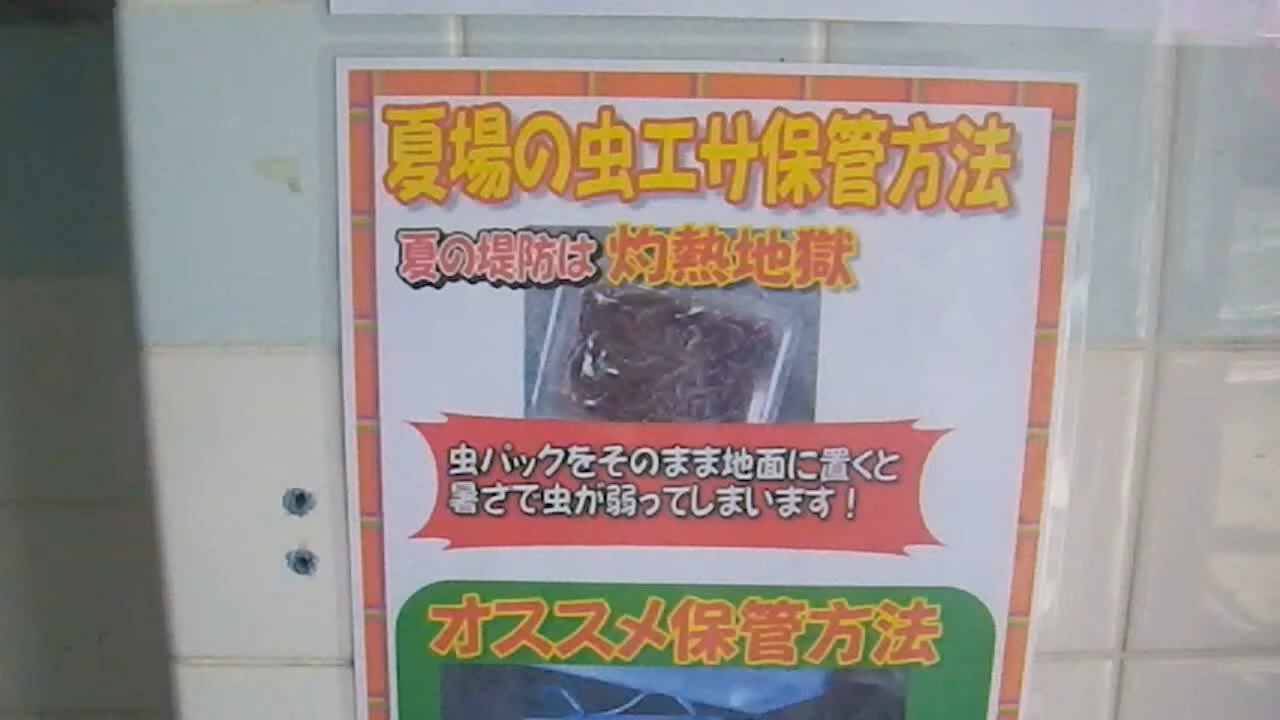 夏場の虫エサ保管方法
夏の堤防は 灼熱地獄
虫パックをそのまま地面に置くと
暑さで虫が弱ってしまいます!
オススメ保管方法